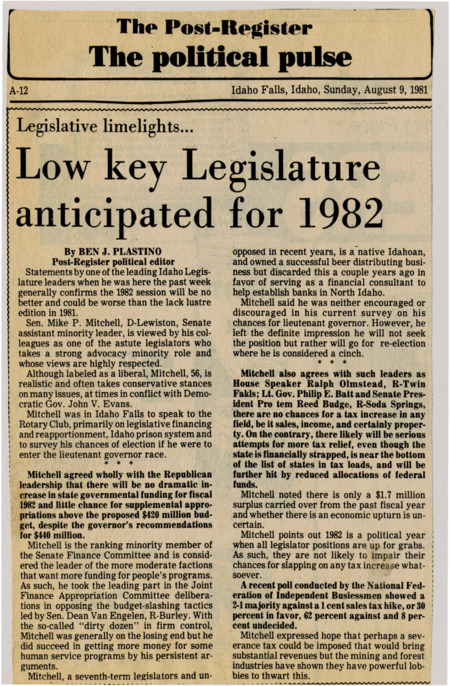 The Post-Register
The political pulse
A-12
Idaho Falls, Idaho, Sunday, August 9, 1981
Legislative limelights...
Low key Legislature
anticipated for 1982
By BEN J. PLASTINO
Post-Register political editor
Statements by one of the leading Idaho Legis-
lature leaders when he was here the past week
generally confirms the 1982 session will be no
better and could be worse than the lack lustre
edition in 1981.
Sen. Mike P. Mitchell, D-Lewiston, Senate
assistant minority leader, is viewed by his col-
leagues as one of the astute legislators who
takes a strong advocacy minority role and
whose views are highly respected.
Although labeled as a liberal, Mitchell, 56, is
realistic and often takes conservative stances
on many issues, at times in conflict with Demo-
cratic Gov. John V. Evans.
Mitchell was in Idaho Falls to speak to the
Rotary Club, primarily on legislative financing
and reapportionment, Idaho prison system and
to survey his chances of election if he were to
enter the lieutenant governor race.
* * *
Mitchell agreed wholly with the Republican
leadership that there will be no dramatic in-
crease in state governmental funding for fiscal
1982 and little chance for supplemental appro-
priations above the proposed $420 million bud-
get, despite the governor's recommendations
for $440 million.
Mitchell is the ranking minority member of
the Senate Finance Committee and is consid-
ered the leader of the more moderate factions
that want more funding for people's programs.
As such, he took the leading part in the Joint
Finance Appropriation Committee delibera-
tions in opposing the budget-slashing tactics
led by Sen. Dean Van Engelen, R-Burley. With
the so-called "dirty dozen" in firm control,
Mitchell was generally on the losing end but he
did succeed in getting more money for some
human service programs by his persistent ar-
guments.
Mitchell, a seventh-term legislators and un-
opposed in recent years, is a native Idahoan,
and owned a successful beer distributing busi-
ness but discarded this a couple years ago in
favor of serving as a financial consultant to
help establish banks in North Idaho.
Mitchell said he was neither encouraged or
discouraged in his current survey on his
chances for lieutenant governor. However, he
left the definite impression he will not seek
the position but rather will go for re-election
where he is considered a cinch.
* * *
Mitchell also agrees with such leaders as
House Speaker Ralph Olmstead, R-Twin
Falls; Lt. Gov. Philip E. Batt and Senate Pres-
ident Pro tem Reed Budge, R-Soda Springs,
there are no chances for a tax increase in any
field, be it sales, income, and certainly proper-
ty. On the contrary, there likely will be serious
attempts for more tax relief, even though the
state is financially strapped, is near the bottom
of the list of states in tax loads, and will be
further hit by reduced allocations of federal
funds.
Mitchell noted there is only a $1.7 million
surplus carried over from the past fiscal year
and whether there is an economic upturn is un-
certain.
Mitchell points out 1982 is a political year
when all legislator positions are up for grabs.
As such, they are not likely to impair their
chances for slapping on any tax increase what-
soever.
A recent poll conducted by the National Fed-
eration of Independent Busiessmen showed a
2-1 majority against a 1 cent sales tax hike, or 30
percent in favor, 62 percent against and 8 per-
cent undecided.
Mitchell expressed hope that perhaps a sev-
erance tax could be imposed that would bring
substantial revenues but the mining and forest
industries have shown they have powerful lob-
bies to thwart this.